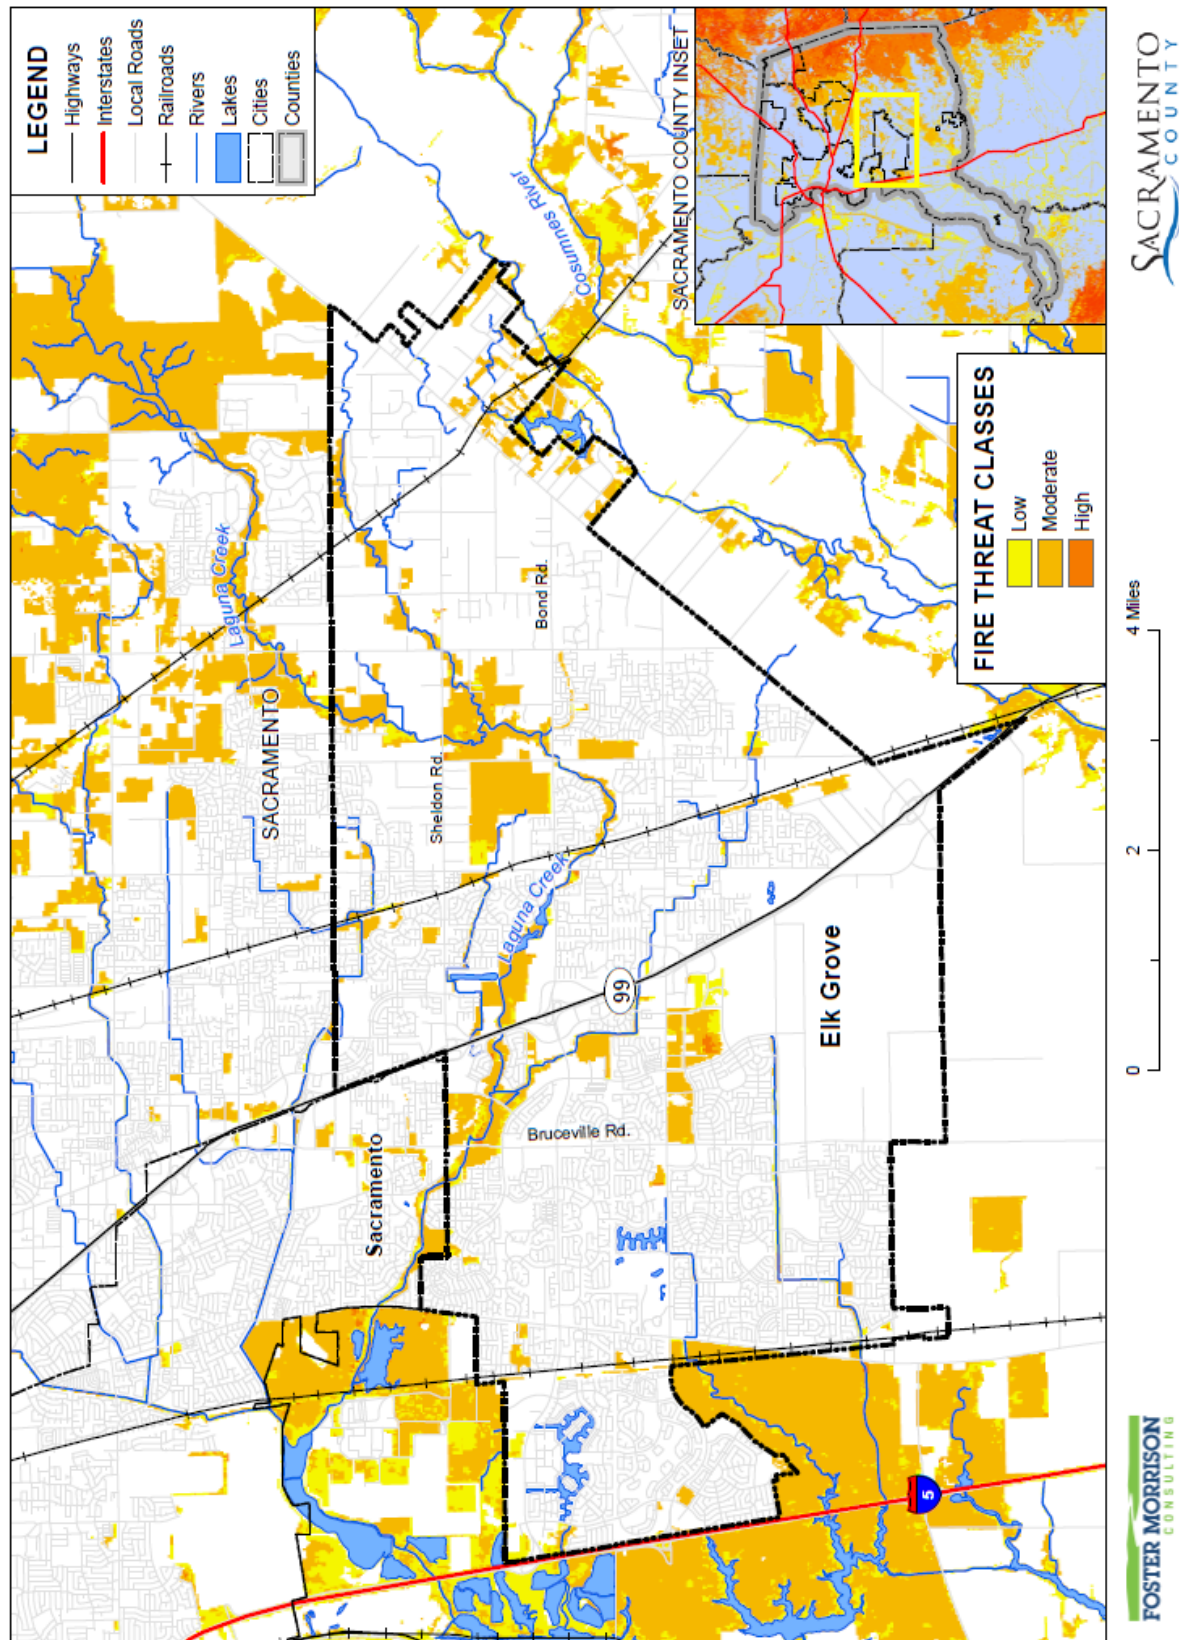 LEGEND
Highways
Interstates
Local Roads
Railroads
Rivers
Lakes
Cities
Counties
SACRAMENTO COUNTY INSET
Cosumnes River
Laguna Creek
SACRAMENTO
Bond Rd.
Sheldon Rd.
Laguna Creek
99
Sacramento
Bruceville Rd.
Elk Grove
5
FIRE THREAT CLASSES
Low
Moderate
High
0 2 4 Miles
FOSTER MORRISON
CONSULTING
SACRAMENTO
COUNTY